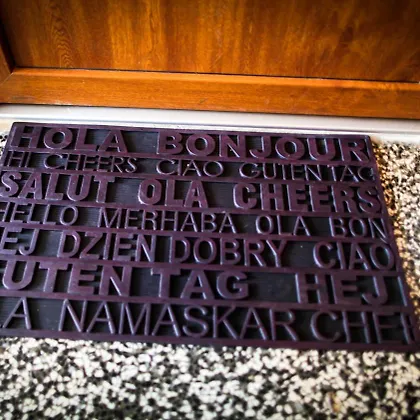 HOLA BONJOUR
HI CHEERS CIAO GUTEN TAG
SALUT OLA CHEERS
HELLO MERHABA OLA BON
EJ DZIEN DOBRY CIAO
UTEN TAG HEJ
A NAMASKAR CHE